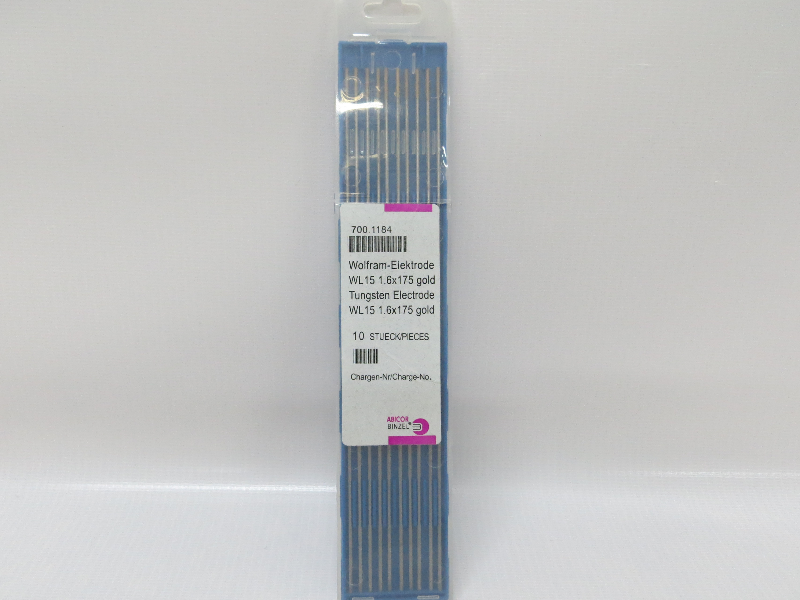 700.1184
Wolfram-Elektrode
WL15 1.6x175 gold
Tungsten Electrode
WL15 1.6x175 gold
10 STUECK/PIECES
Chargen-Nr/Charge-No.
ABICOR
BINZEL®